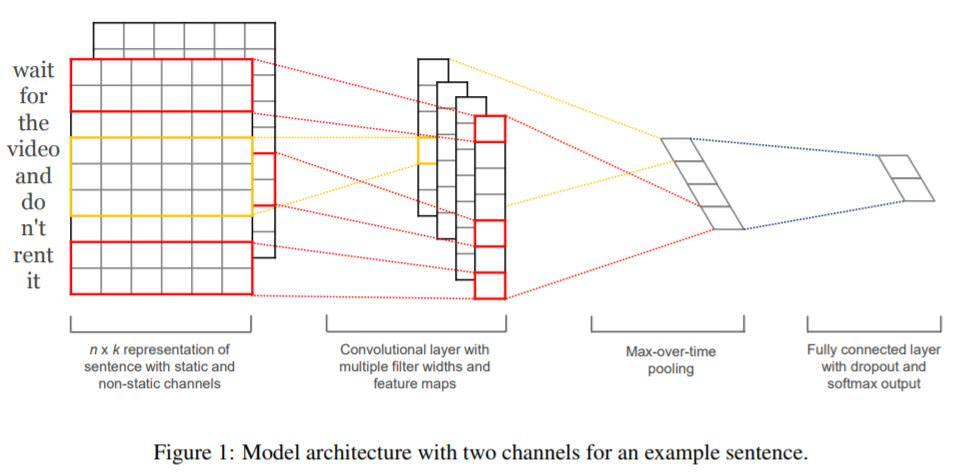 wait
for
the
video
and
do
n't
rent
it
n x k representation of
sentence with static and
non-static channels
Convolutional layer with
multiple filter widths and
feature maps
Max-over-time
pooling
Fully connected layer
with dropout and
softmax output
Figure 1: Model architecture with two channels for an example sentence.